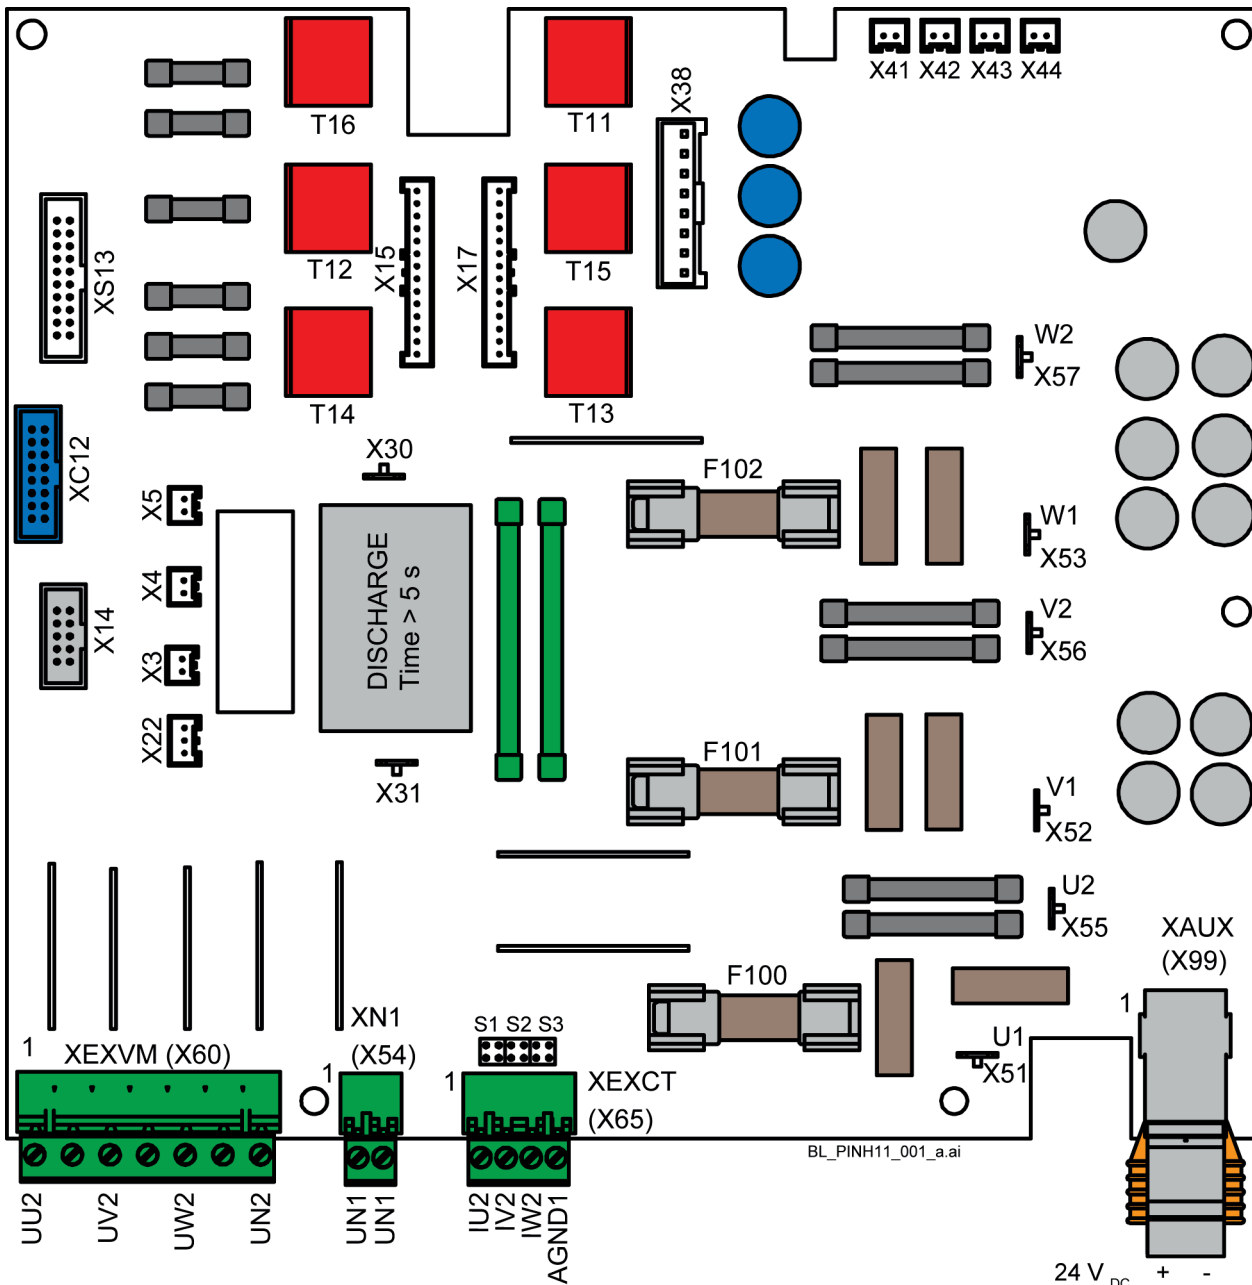 X41 X42 X43 X44
X38
T16
T11
XS13
X15
X17
T12
T15
W2
X57
T14
T13
XC12
X30
F102
X5
W1
X53
DISCHARGE
Time > 5 s
X4
X14
V2
X56
X3
X22
F101
X31
V1
X52
U2
X55
XAUX
(X99)
F100
1
XN1
(X54)
S1 S2 S3
U1
X51
1
XEXVM (X60)
1
1
XEXCT
(X65)
BL_PINH11_001_a.ai
UU2
UV2
UW2
UN2
UN1
UN1
IU2
IV2
IW2
AGND1
24 V DC + -